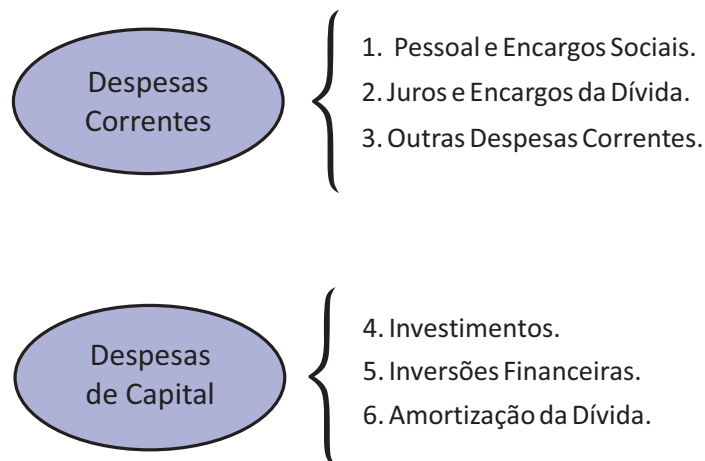 Despesas
Correntes
1. Pessoal e Encargos Sociais.
2. Juros e Encargos da Dívida.
3. Outras Despesas Correntes.
Despesas
de Capital
4. Investimentos.
5. Inversões Financeiras.
6. Amortização da Dívida.